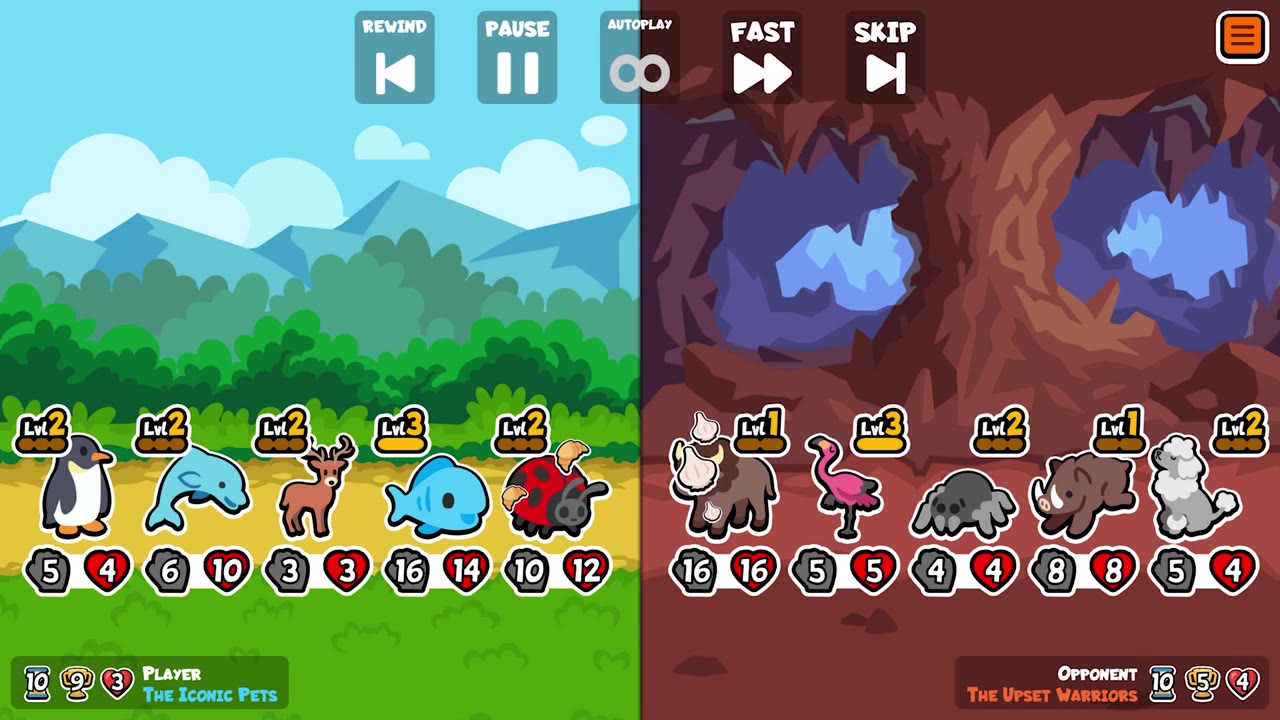 REWIND
PAUSE
AUTOPLAY
FAST
SKIP
Lvl2
Lvl2
Lvl2
Lvl3
Lvl2
Lvl1
Lvl3
Lvl2
Lvl1
Lvl2
5 4 6 10 3 3 16 14 10 12 16 16 5 5 4 4 8 8 5 4
10 9 3 PLAYER
THE ICONIC PETS
OPPONENT 10 5 4
THE UPSET WARRIORS